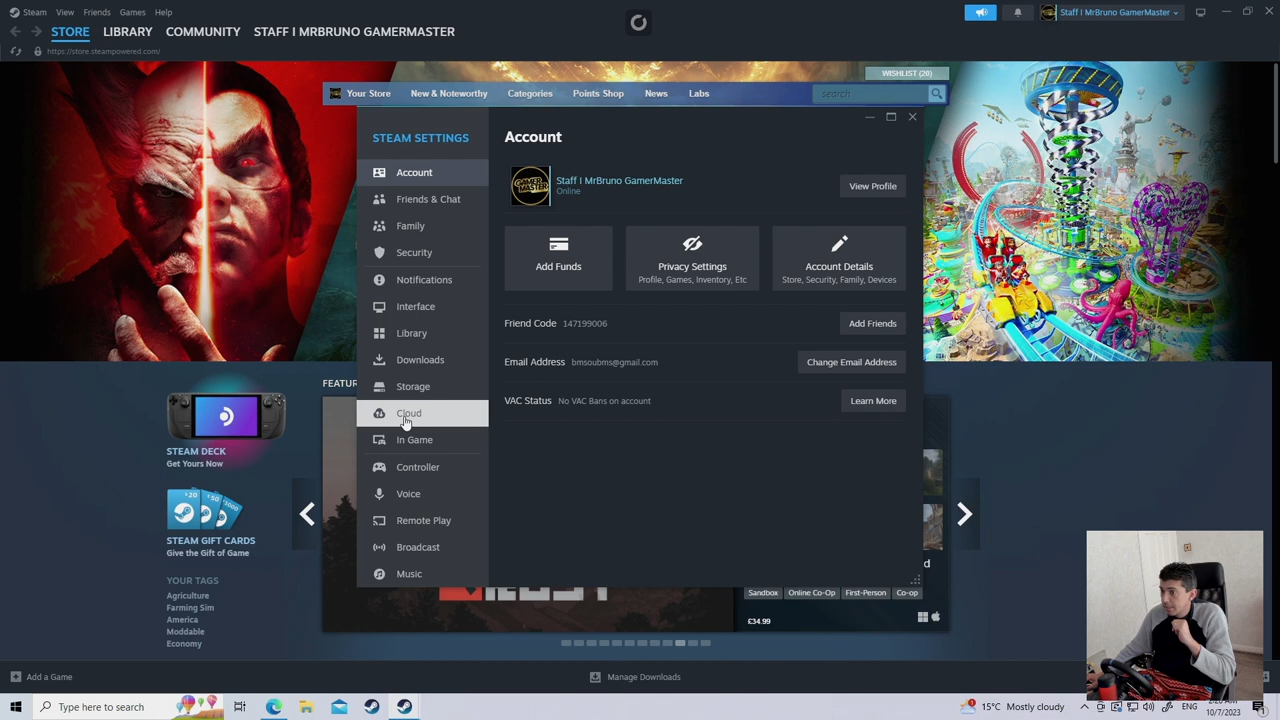 Steam View Friends Games Help
Staff I MrBruno GamerMaster
STORE LIBRARY COMMUNITY STAFF I MRBRUNO GAMERMASTER
https://store.steampowered.com/
WISHLIST (20)
Your Store New & Noteworthy Categories Points Shop News Labs search
STEAM SETTINGS
Account
Friends & Chat
Family
Security
Notifications
Interface
Library
Downloads
Storage
Cloud
In Game
Controller
Voice
Remote Play
Broadcast
Music
Account
Staff I MrBruno GamerMaster
Online
View Profile
Add Funds
Privacy Settings
Profile, Games, Inventory, Etc
Account Details
Store, Security, Family, Devices
Friend Code 147199006 Add Friends
Email Address bmsoubms@gmail.com Change Email Address
VAC Status No VAC Bans on account Learn More
FEATU
STEAM DECK
Get Yours Now
STEAM GIFT CARDS
Give the Gift of Game
YOUR TAGS
Agriculture
Farming Sim
America
Moddable
Economy
Sandbox Online Co-Op First-Person Co-op
£34.99
Add a Game Manage Downloads
Type here to search
15°C Mostly cloudy ENG
10/7/2023